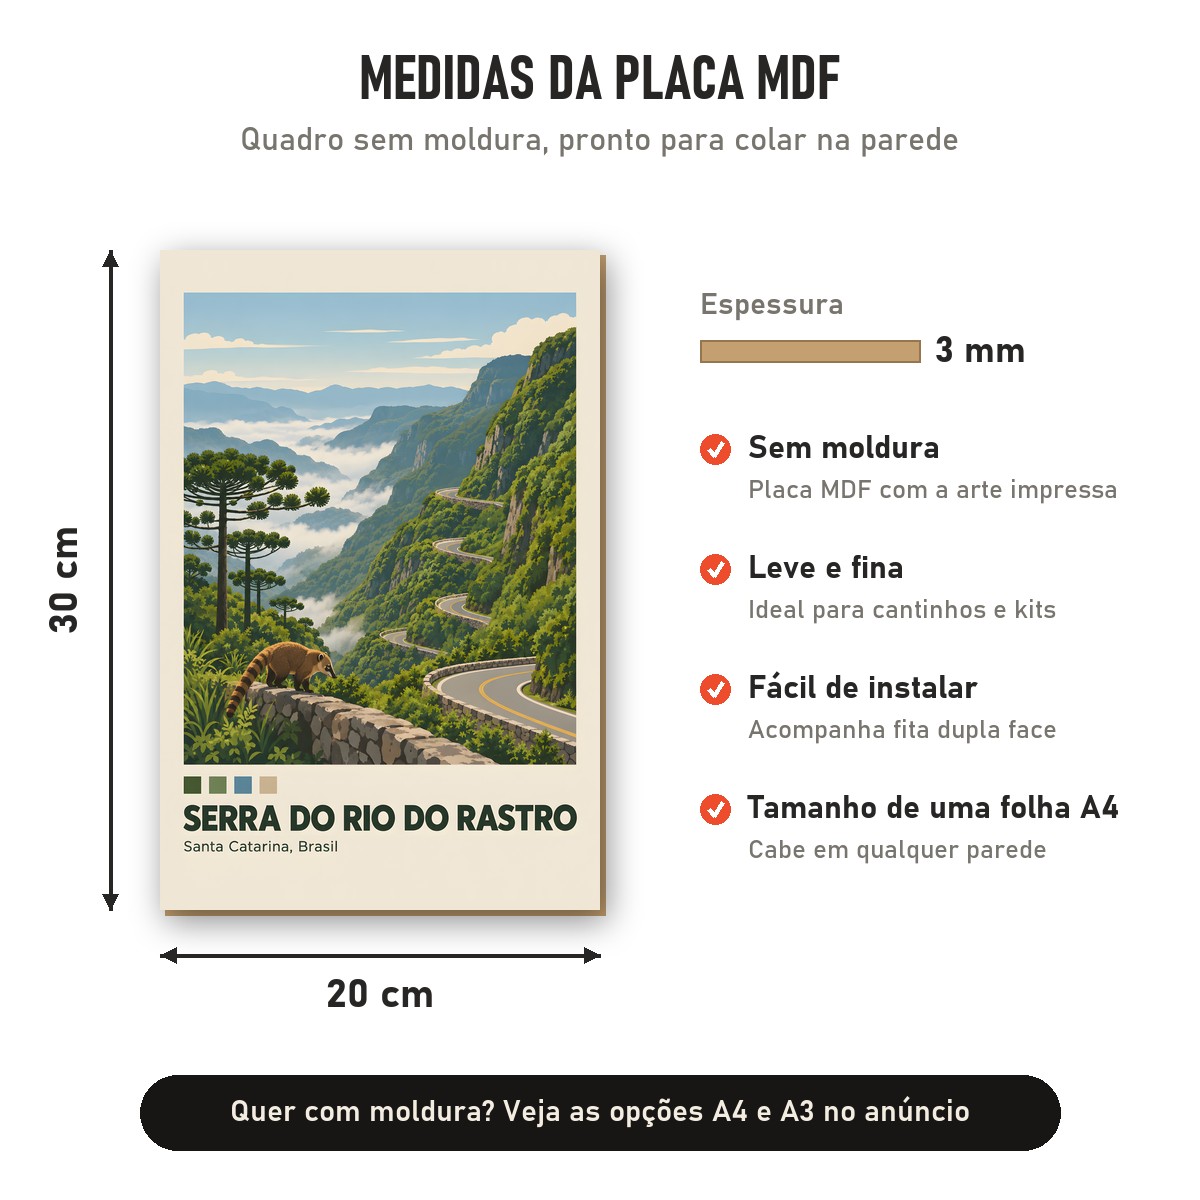 MEDIDAS DA PLACA MDF
Quadro sem moldura, pronto para colar na parede
30 cm
SERRA DO RIO DO RASTRO
Santa Catarina, Brasil
20 cm
Espessura
3 mm
Sem moldura
Placa MDF com a arte impressa
Leve e fina
Ideal para cantinhos e kits
Fácil de instalar
Acompanha fita dupla face
Tamanho de uma folha A4
Cabe em qualquer parede
Quer com moldura? Veja as opções A4 e A3 no anúncio